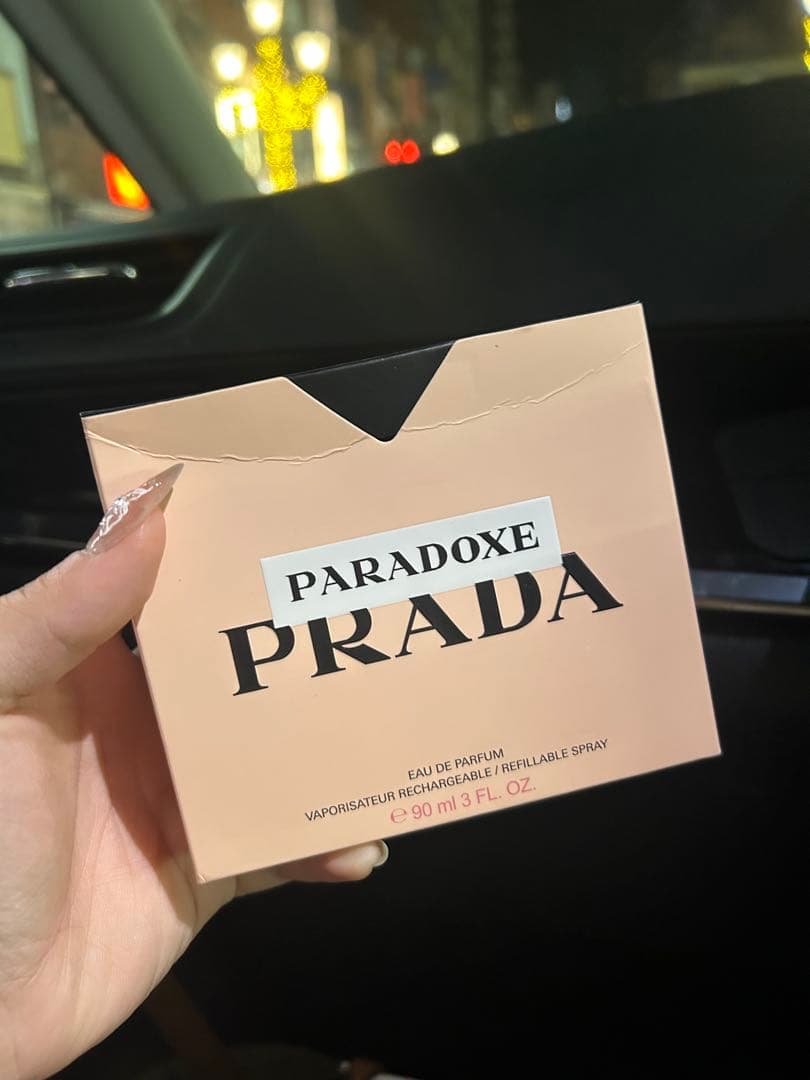 PARADOXE
PRADA
EAU DE PARFUM
VAPORISATEUR RECHARGEABLE / REFILLABLE SPRAY
℮ 90 ml 3 FL. OZ.